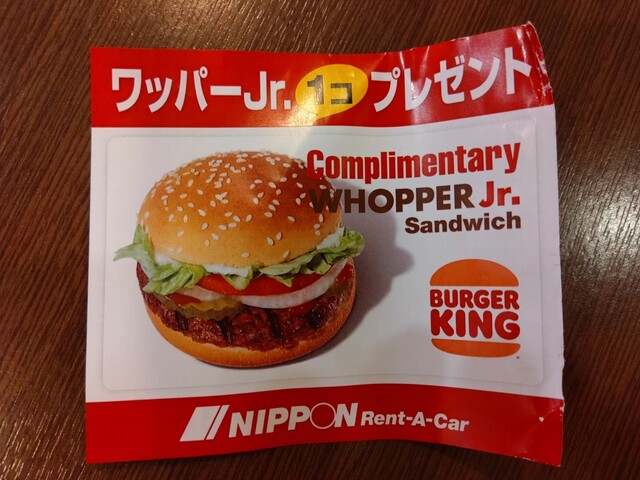 ワッパーJr. 1コ プレゼント
Complimentary
WHOPPER Jr.
Sandwich
BURGER
KING
NIPPON Rent-A-Car